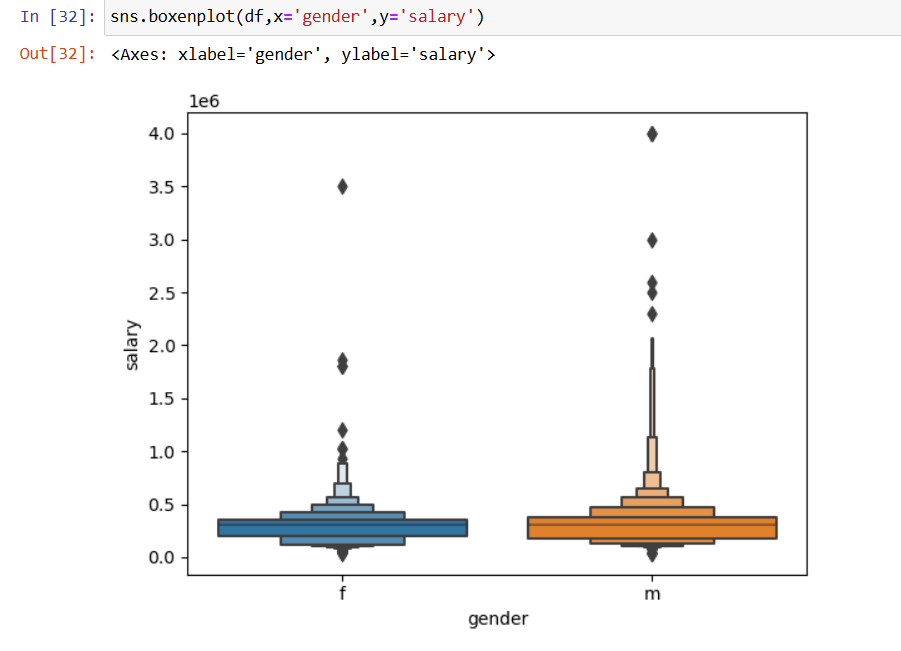 In [32]: sns.boxenplot(df,x='gender',y='salary')
Out[32]: <Axes: xlabel='gender', ylabel='salary'>
1e6
4.0
3.5
3.0
2.5
2.0
1.5
1.0
0.5
0.0
salary
f m
gender